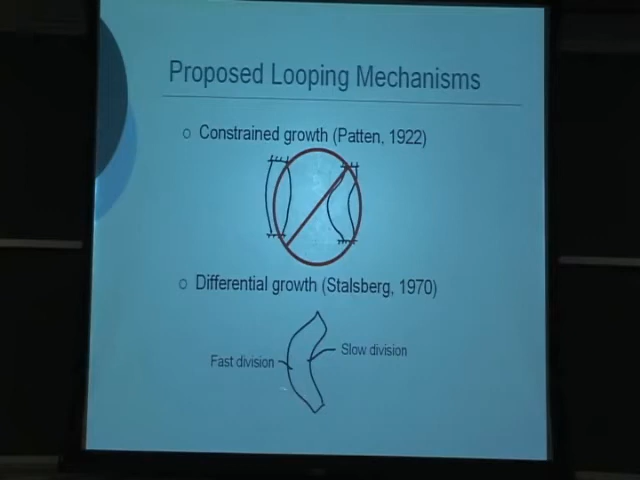 Proposed Looping Mechanisms
Constrained growth (Patten, 1922)
Differential growth (Stalsberg, 1970)
Fast division
Slow division